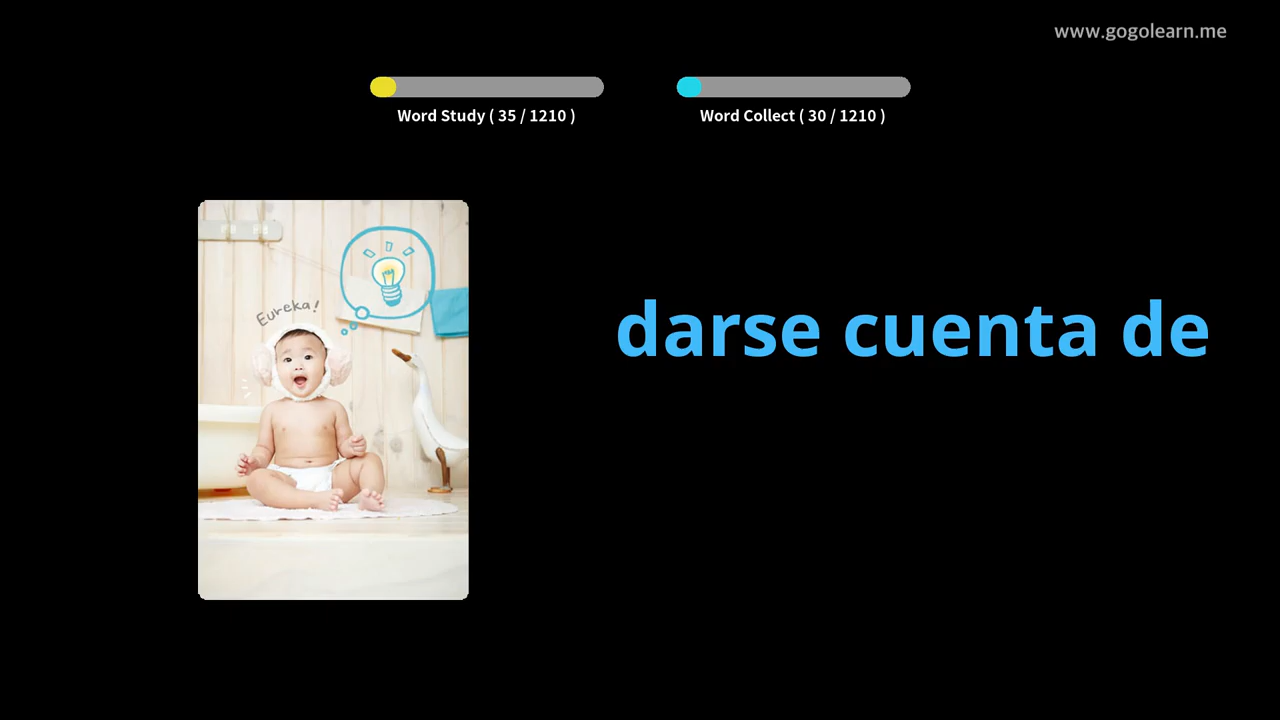 www.gogolearn.me
Word Study ( 35 / 1210 )
Word Collect ( 30 / 1210 )
Eureka!
darse cuenta de